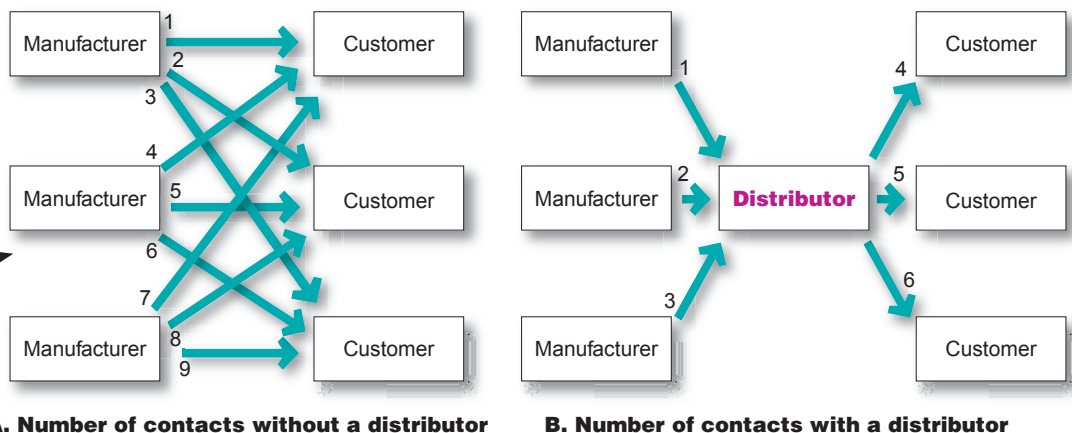 Manufacturer
1
2
3
Customer
Manufacturer
4
5
6
Customer
Manufacturer
7
8
9
Customer
A. Number of contacts without a distributor
Manufacturer
1
Manufacturer
2
Manufacturer
3
Distributor
4
Customer
5
Customer
6
Customer
B. Number of contacts with a distributor